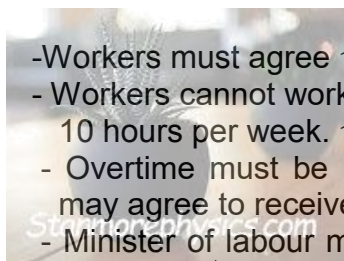 -Workers must agree
- Workers cannot work
10 hours per week.
- Overtime must be
may agree to receive
Stanmorephysics.com
- Minister of labour m